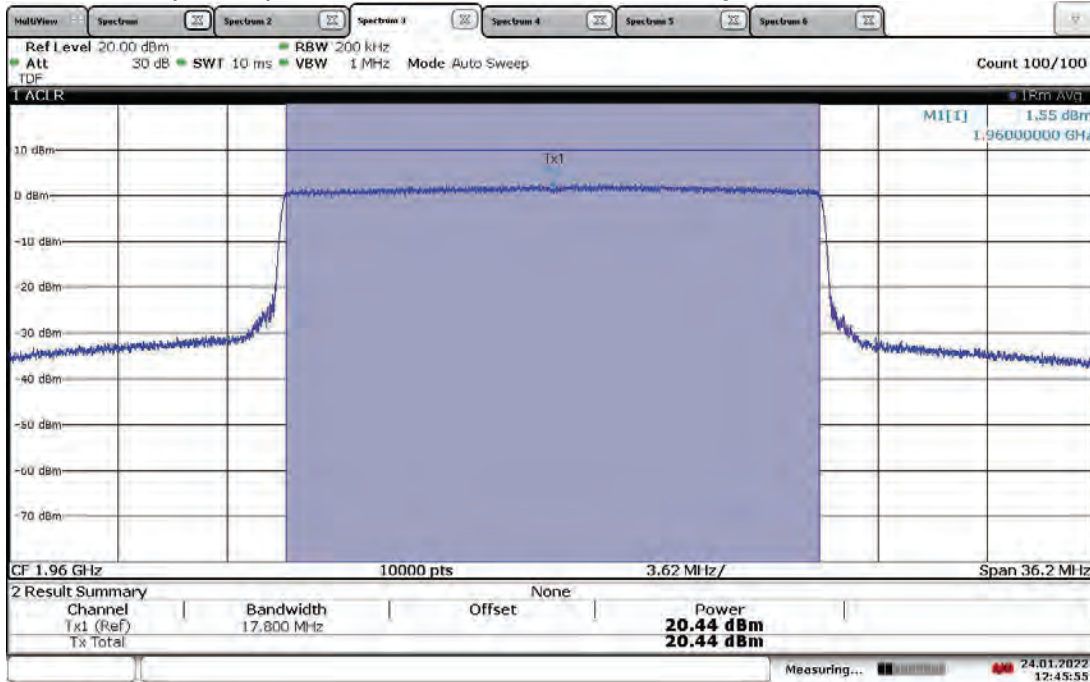 MultiView Spectrum Spectrum 2 Spectrum 3 Spectrum 4 Spectrum 5 Spectrum 6
Ref Level 20.00 dBm RBW 200 kHz
Att 30 dB SWT 10 ms VBW 1 MHz Mode Auto Sweep Count 100/100
TDF
1 ACLR 1Rm Avg
M1[1] 1.55 dBm
1.96000000 GHz
10 dBm
Tx1
0 dBm
-10 dBm
-20 dBm
-30 dBm
-40 dBm
-50 dBm
-60 dBm
-70 dBm
CF 1.96 GHz 10000 pts 3.62 MHz/ Span 36.2 MHz
2 Result Summary None
Channel Bandwidth Offset Power
Tx1 (Ref) 17.800 MHz 20.44 dBm
Tx Total 20.44 dBm
Measuring... 24.01.2022
12:45:55